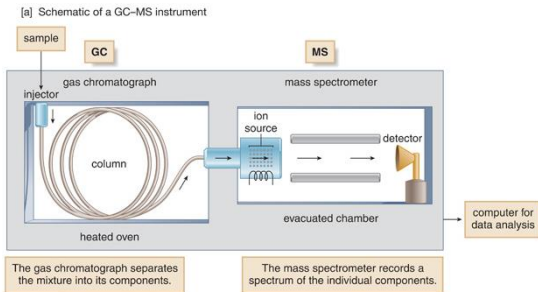 [a] Schematic of a GC–MS instrument
sample
GC
MS
gas chromatograph
mass spectrometer
injector
ion
source
detector
column
evacuated chamber
heated oven
computer for
data analysis
The gas chromatograph separates
the mixture into its components.
The mass spectrometer records a
spectrum of the individual components.